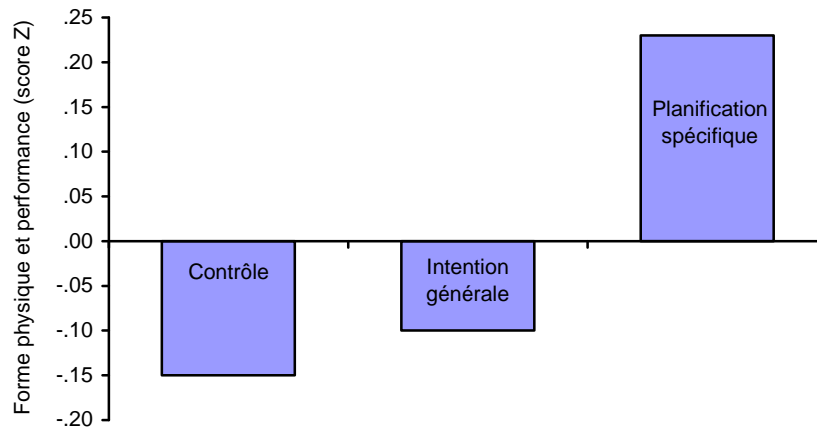 Forme physique et performance (score Z)
.25
.20
.15
.10
.05
.00
-.05
-.10
-.15
-.20
Contrôle
Intention
générale
Planification
spécifique